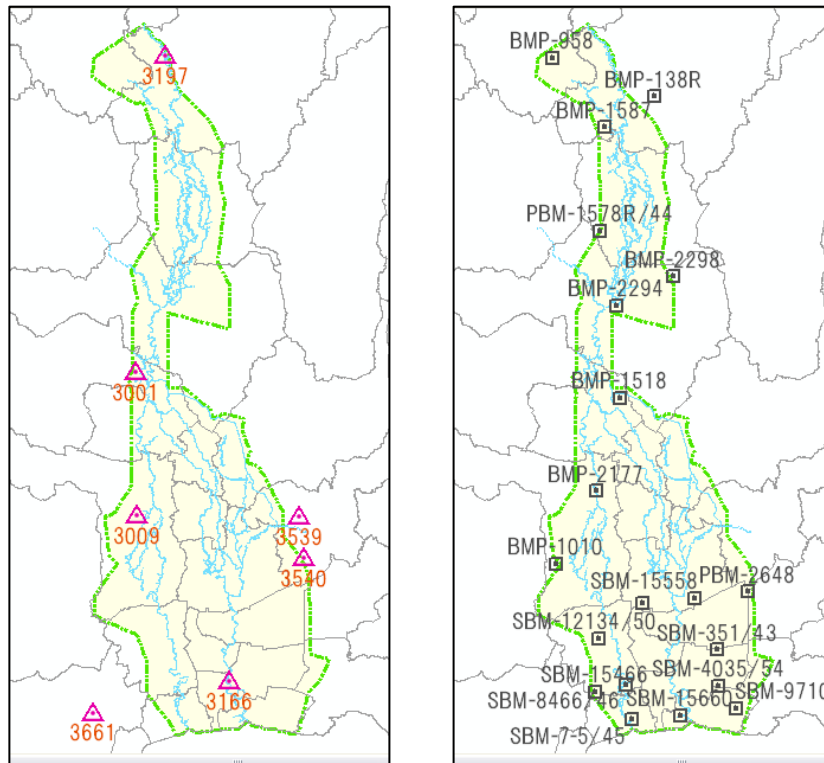 3197
3001
3009
3539
3540
3166
3661
BMP-958
BMP-138R
BMP-1587
PBM-1578R/44
BMP-2298
BMP-2294
BMP-1518
BMP-2177
BMP-1010
SBM-15558
PBM-2648
SBM-12134/50
SBM-351/43
SBM-15466
SBM-4035/54
SBM-8466/46
SBM-15660
SBM-9710
SBM-7-5/45